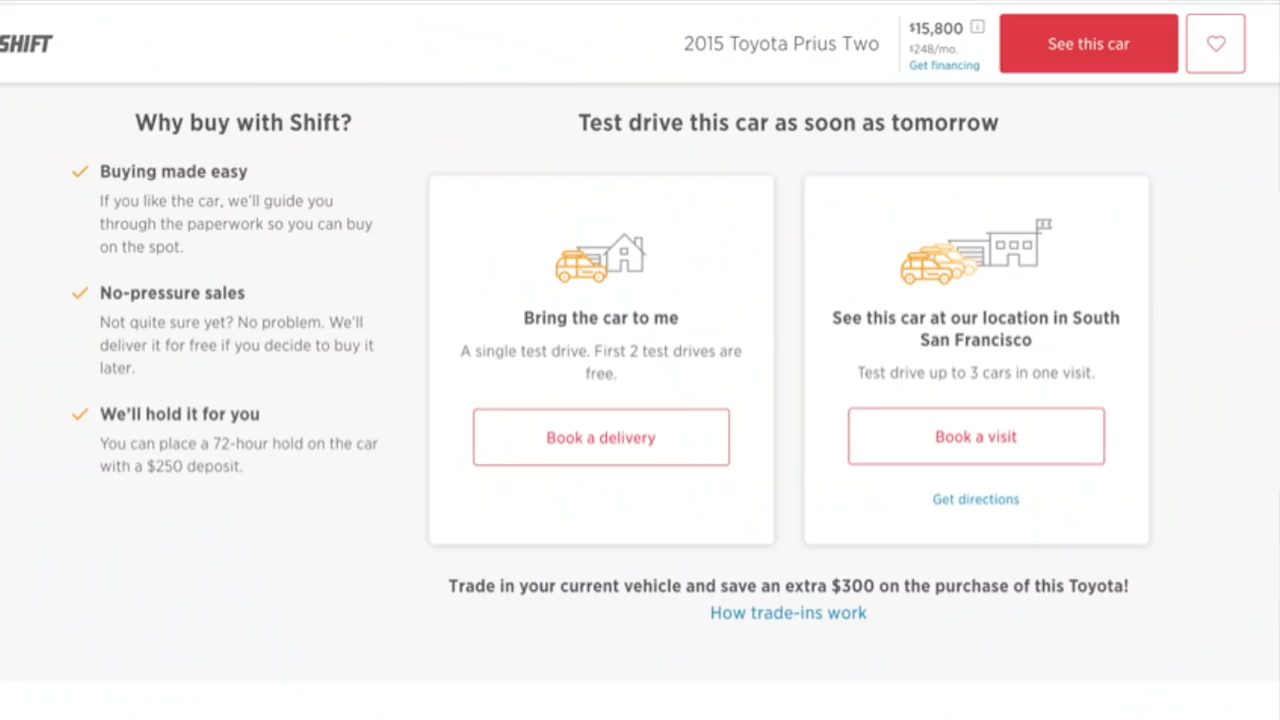 SHIFT
2015 Toyota Prius Two
$15,800
$248/mo.
Get financing
See this car
Why buy with Shift?
Buying made easy
If you like the car, we'll guide you
through the paperwork so you can buy
on the spot.
No-pressure sales
Not quite sure yet? No problem. We'll
deliver it for free if you decide to buy it
later.
We'll hold it for you
You can place a 72-hour hold on the car
with a $250 deposit.
Test drive this car as soon as tomorrow
Bring the car to me
A single test drive. First 2 test drives are
free.
Book a delivery
See this car at our location in South
San Francisco
Test drive up to 3 cars in one visit.
Book a visit
Get directions
Trade in your current vehicle and save an extra $300 on the purchase of this Toyota!
How trade-ins work